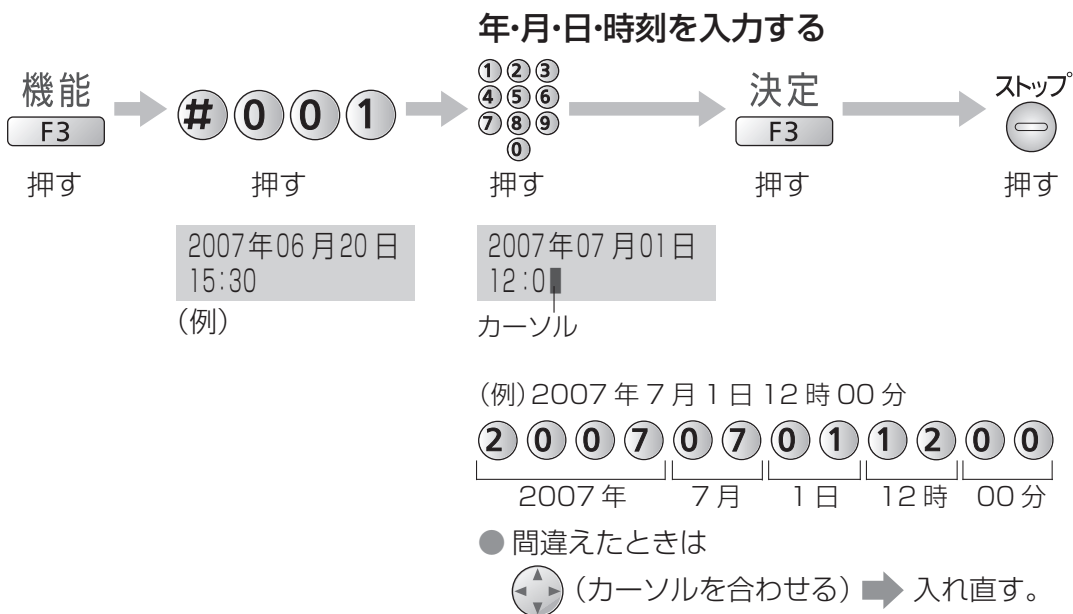 年・月・日・時刻を入力する
機能
F3
押す
#001
押す
1 2 3
4 5 6
7 8 9
0
押す
決定
F3
押す
ストップ
押す
2007年06月20日
15:30
(例)
2007年07月01日
12:0
カーソル
(例)2007年7月1日12時00分
2 0 0 7 0 7 0 1 1 2 0 0
2007年 7月 1日 12時 00分
● 間違えたときは
(カーソルを合わせる) 入れ直す。